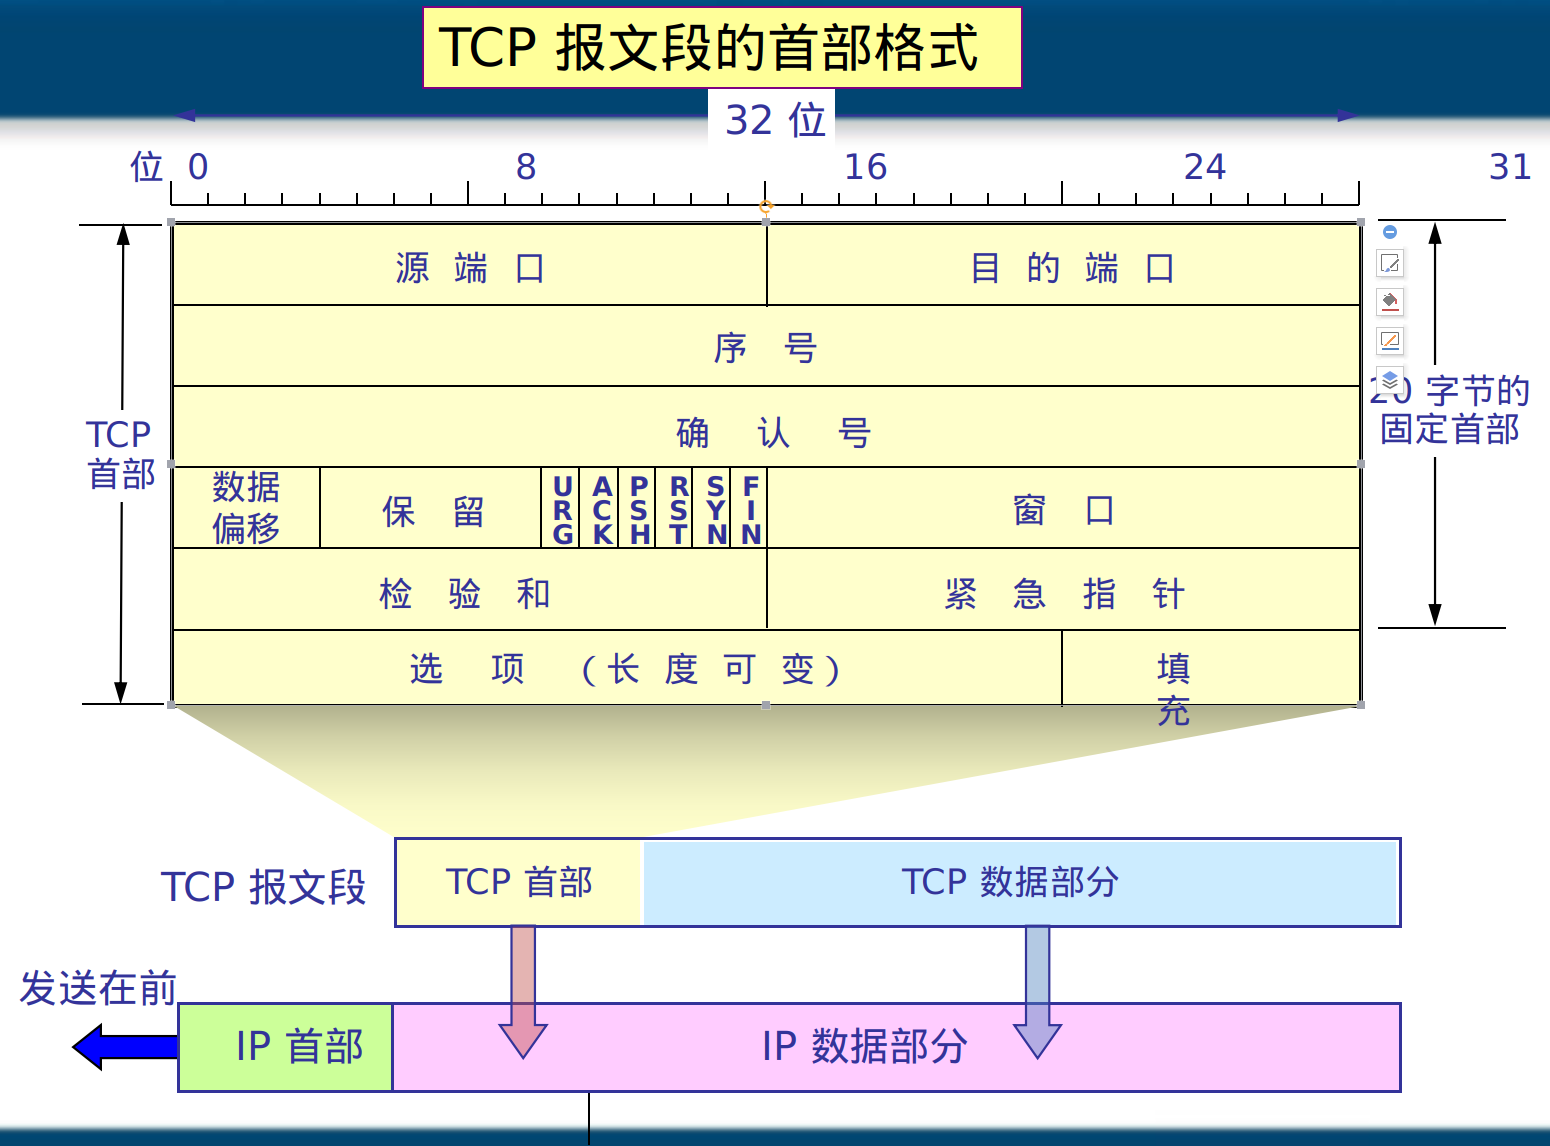 TCP 报文段的首部格式
32 位
位 0 8 16 24 31
源 端 口 目 的 端 口
序 号
20 字节的
固定首部
TCP
首部
确 认 号
数据
偏移
保 留
URG ACK PSH RST SYN FIN
窗 口
检 验 和 紧 急 指 针
选 项 (长 度 可 变) 填
充
TCP 报文段 TCP 首部 TCP 数据部分
发送在前
IP 首部 IP 数据部分